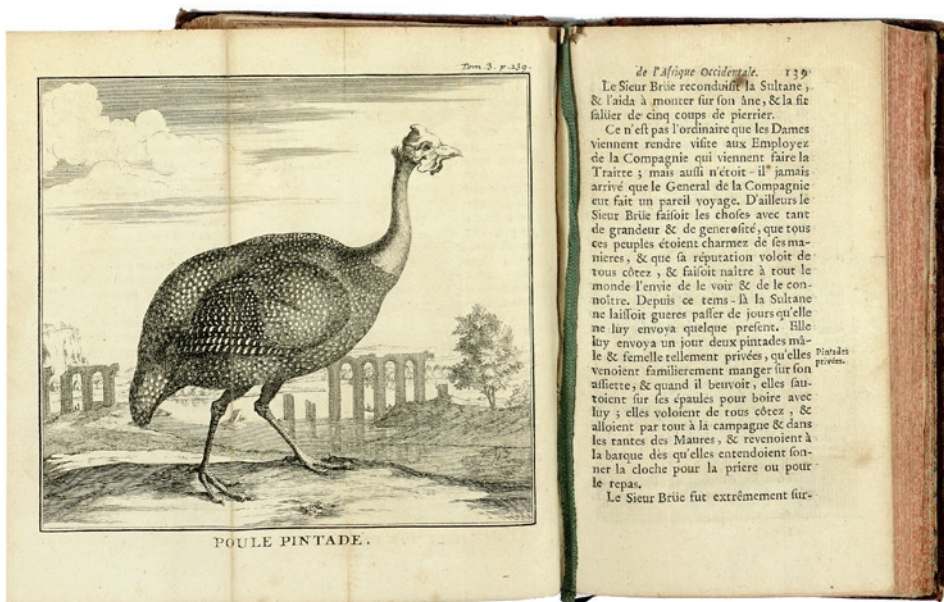 Tom. 3. p. 139.
POULE PINTADE.
de l'Afrique Occidentale. 139
Le Sieur Brüe reconduisit la Sultane,
& l'aida à monter sur son âne, & la fit
salüer de cinq coups de pierrier.
Ce n'est pas l'ordinaire que les Dames
viennent rendre visite aux Employez
de la Compagnie qui viennent faire la
Traitte ; mais aussi n'étoit-il jamais
arrivé que le General de la Compagnie
eut fait un pareil voyage. D'ailleurs le
Sieur Brüe faisoit les choses avec tant
de grandeur & de generosité, que tous
ces peuples étoient charmez de ses ma-
nieres, & que sa réputation voloit de
tous côtez, & faisoit naître à tout le
monde l'envie de le voir & de le con-
noître. Depuis ce tems-là la Sultane
ne laissoit gueres passer de jours qu'elle
ne luy envoya quelque present. Elle
luy envoya un jour deux pintades mâ-
le & femelle tellement privées, qu'elles
Pintades
privées.
venoient familierement manger sur son
assiette, & quand il beuvoit, elles sau-
toient sur ses épaules pour boire avec
luy ; elles voloient de tous côtez, &
alloient par tout à la campagne & dans
les tantes des Maures, & revenoient à
la barque dès qu'elles entendoient son-
ner la cloche pour la priere ou pour
le repas.
Le Sieur Brüe fut extrêmement sur-